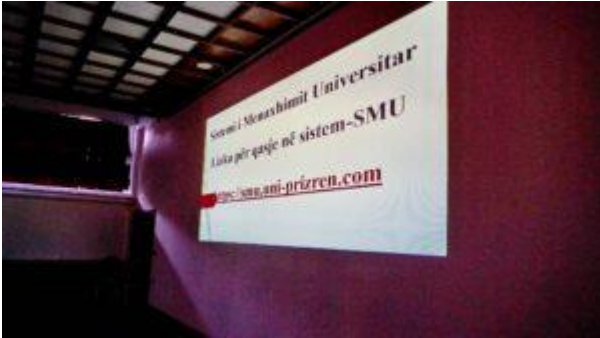 Sistemi i Menaxhimit Universitar
Linku për qasje në sistem-SMU
https://smu.uni-prizren.com